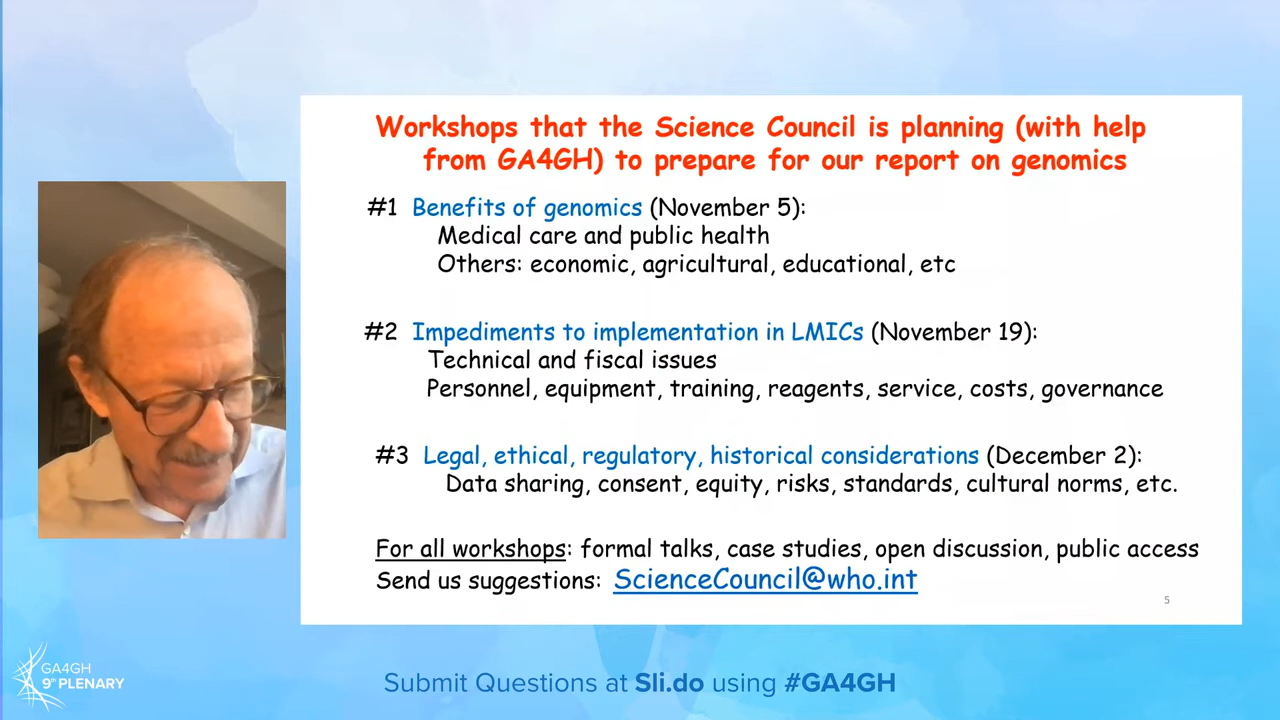 Workshops that the Science Council is planning (with help
from GA4GH) to prepare for our report on genomics
#1 Benefits of genomics (November 5):
Medical care and public health
Others: economic, agricultural, educational, etc
#2 Impediments to implementation in LMICs (November 19):
Technical and fiscal issues
Personnel, equipment, training, reagents, service, costs, governance
#3 Legal, ethical, regulatory, historical considerations (December 2):
Data sharing, consent, equity, risks, standards, cultural norms, etc.
For all workshops: formal talks, case studies, open discussion, public access
Send us suggestions: ScienceCouncil@who.int
5
GA4GH
9th PLENARY
Submit Questions at Sli.do using #GA4GH